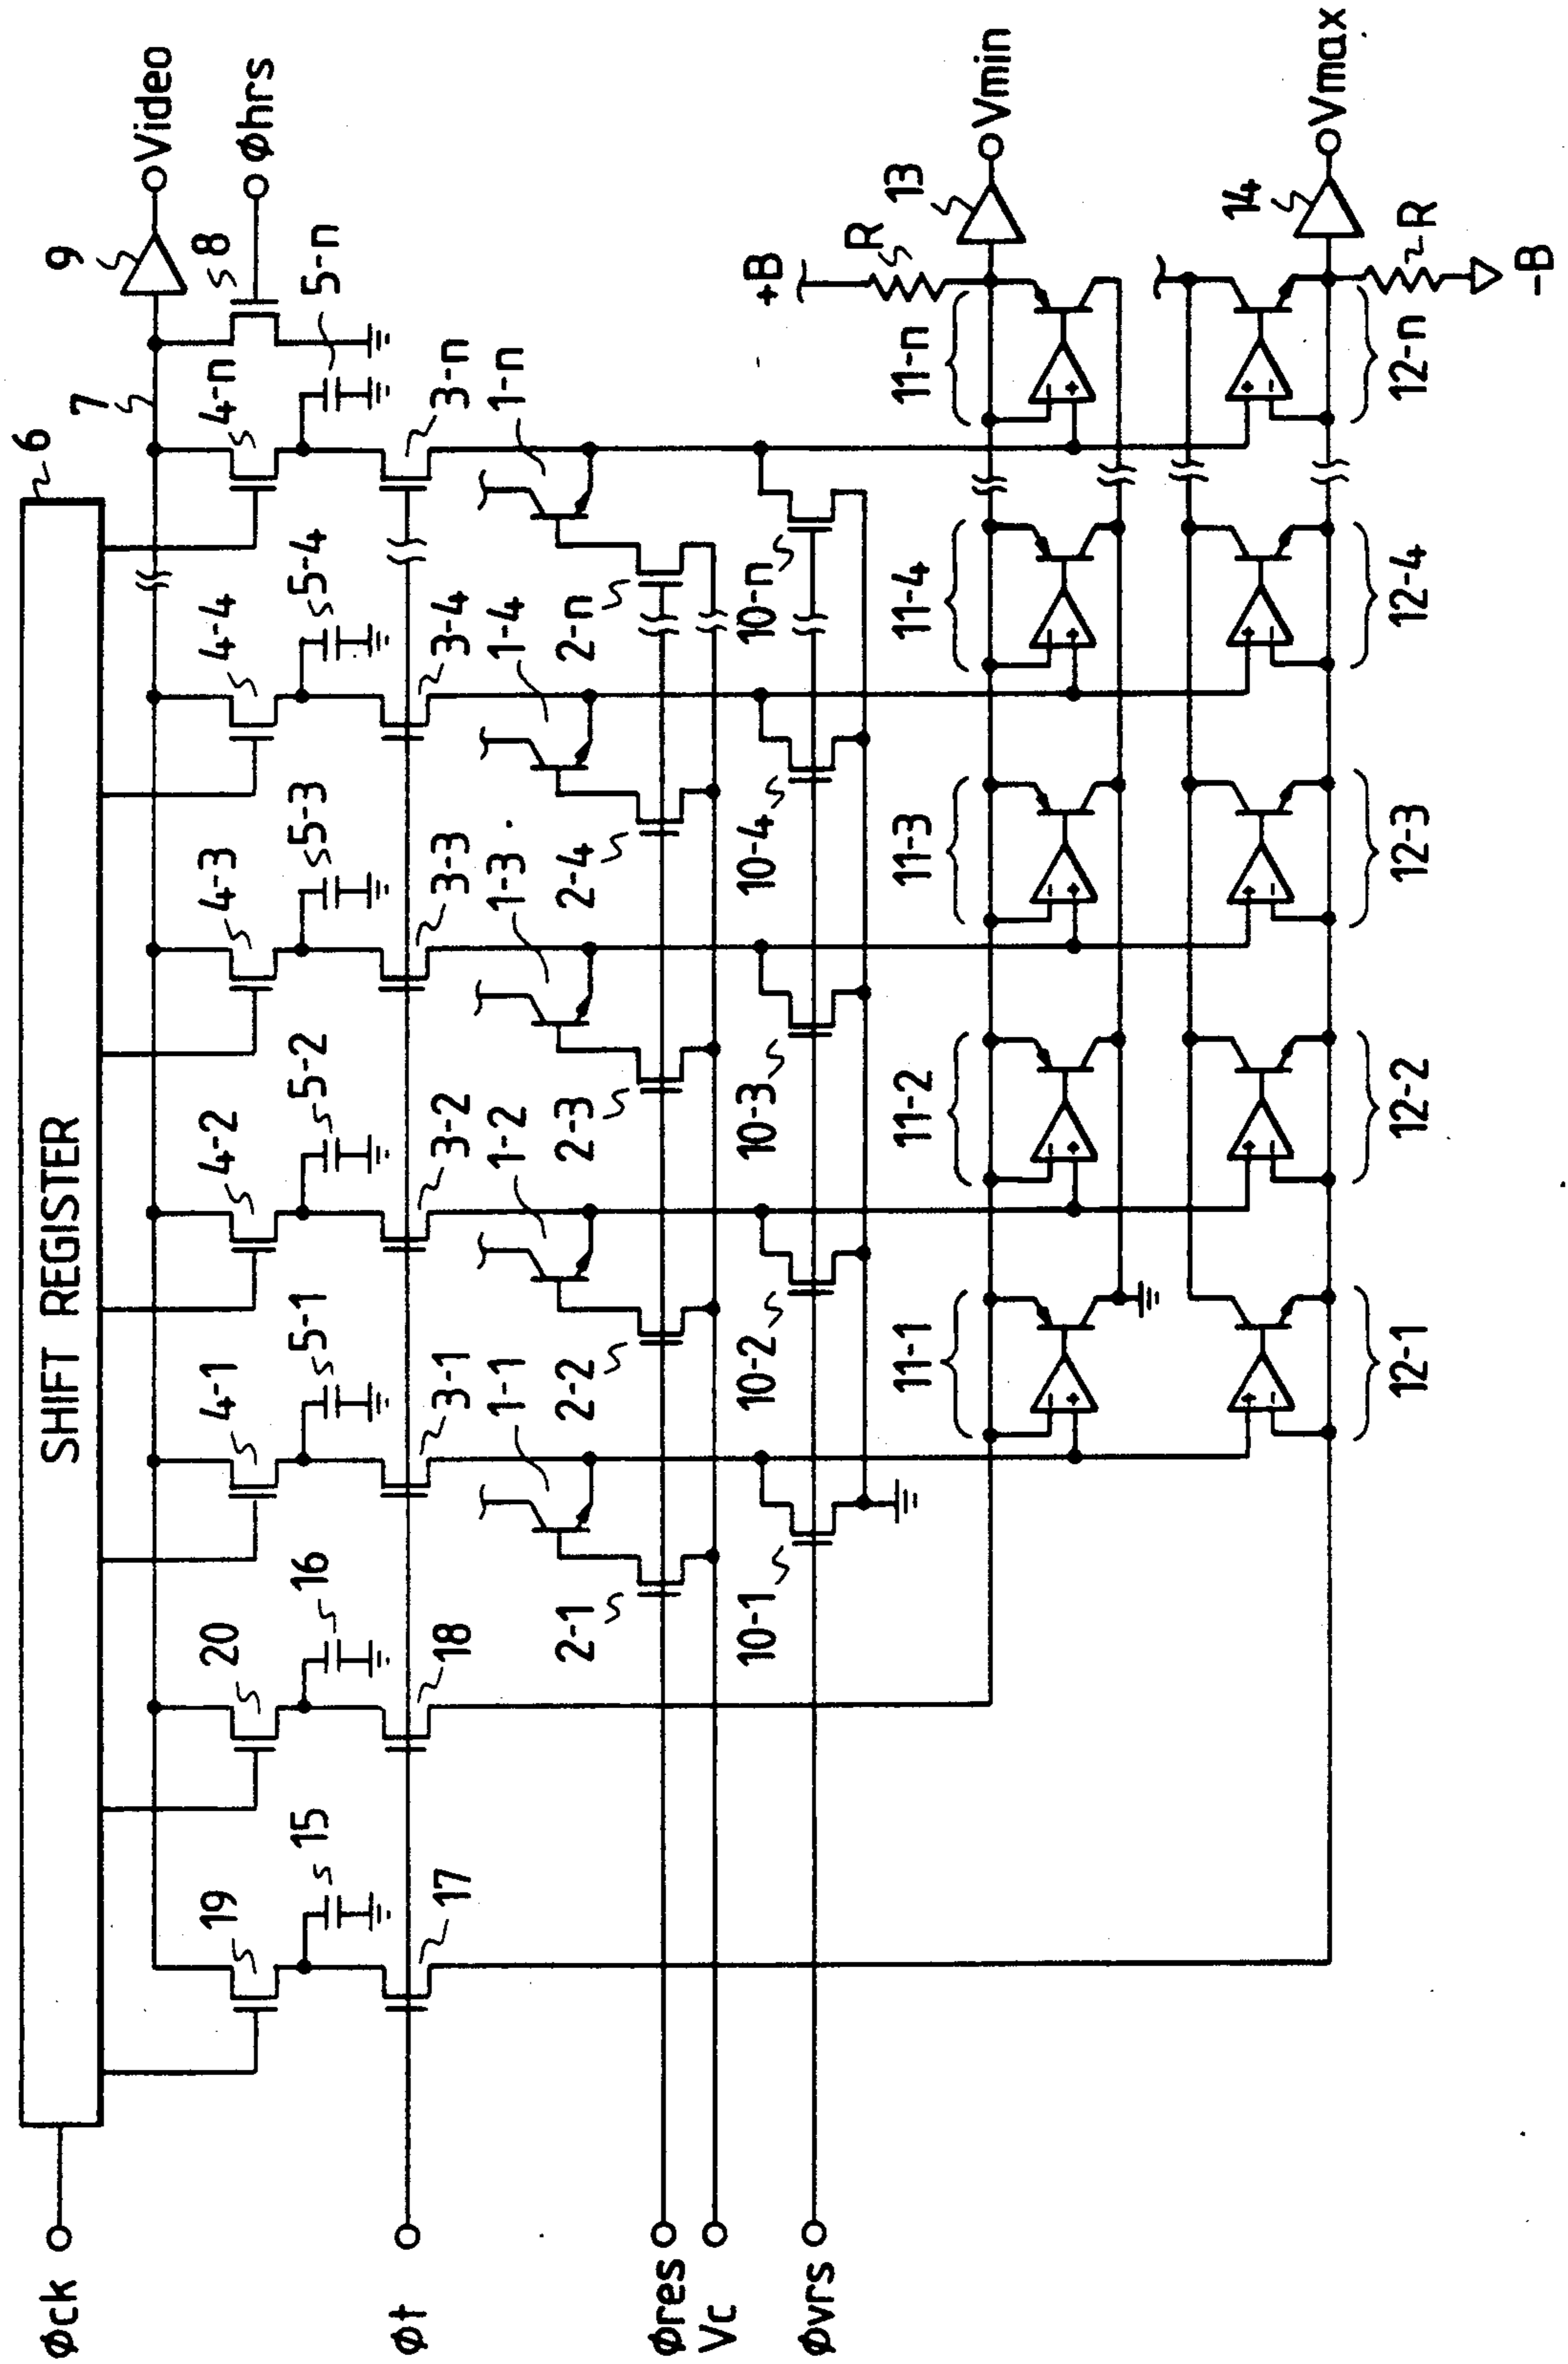 SHIFT REGISTER
6
Φck
7
9
Video
19
20
4-1
4-2
4-3
4-4
4-n
8
Φhrs
15
16
5-1
5-2
5-3
5-4
5-n
Φt
17
18
3-1
3-2
3-3
3-4
3-n
1-1
1-2
1-3
1-4
1-n
2-1
2-2
2-3
2-4
2-n
Φres
Vc
Φvrs
10-1
10-2
10-3
10-4
10-n
+B
R
13
Vmin
11-1
11-2
11-3
11-4
11-n
14
Vmax
R
-B
12-1
12-2
12-3
12-4
12-n